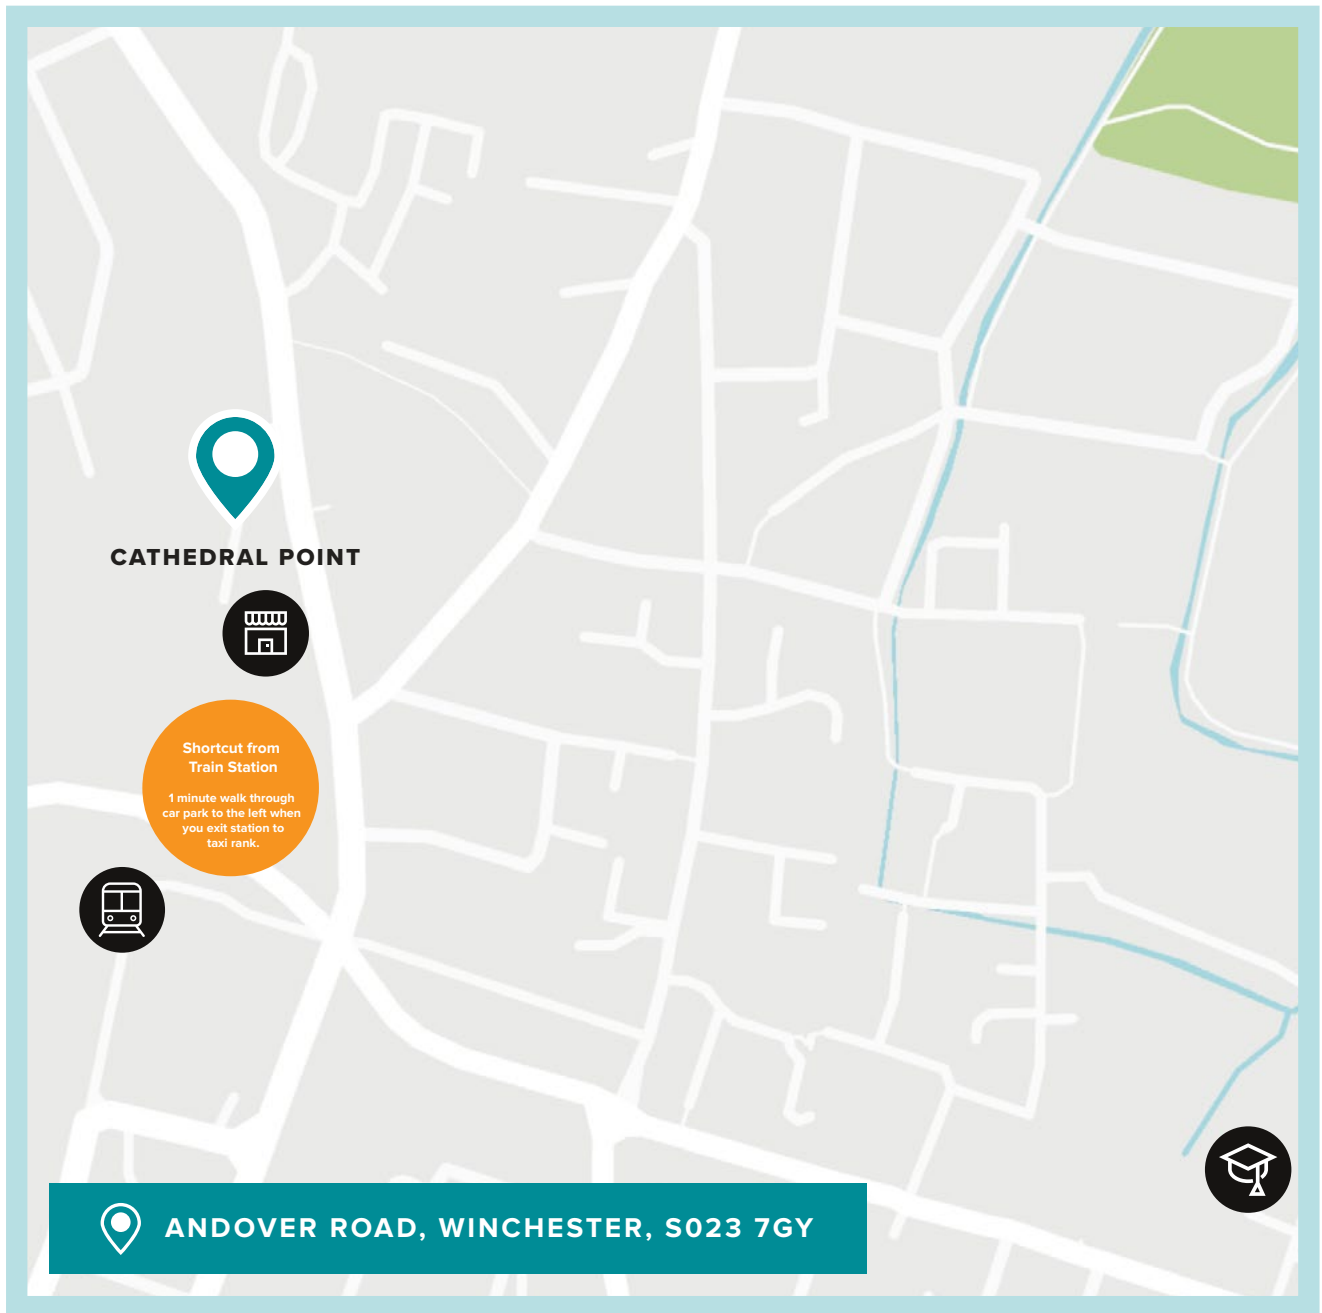 CATHEDRAL POINT
Shortcut from
Train Station
1 minute walk through
car park to the left when
you exit station to
taxi rank.
ANDOVER ROAD, WINCHESTER, S023 7GY